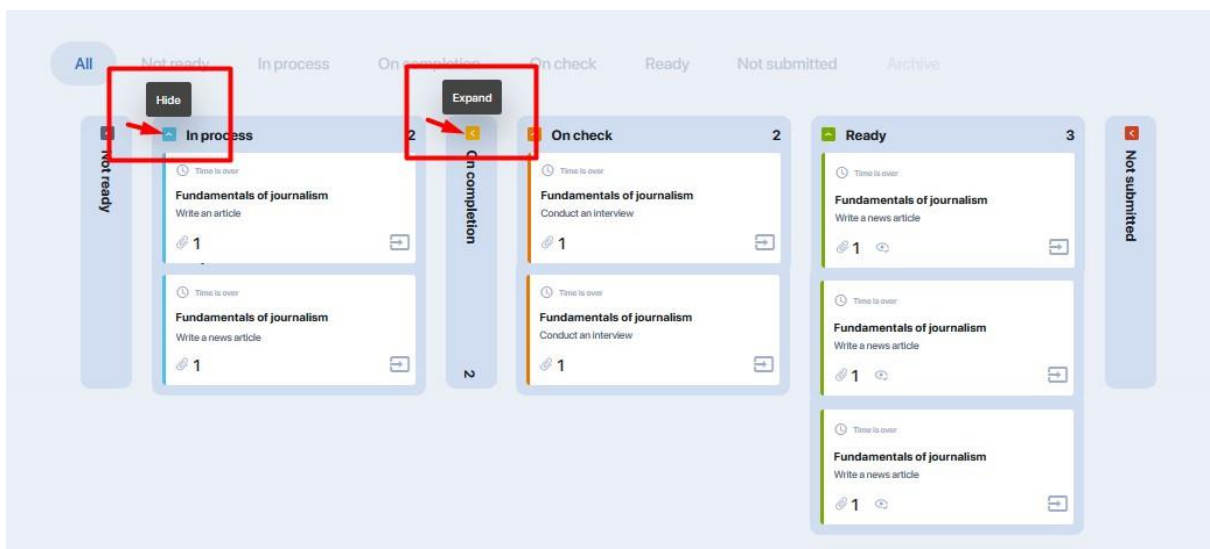 All Not ready In process On completion On check Ready Not submitted Archive
Hide
Expand
Not ready
In process 2
Time is over
Fundamentals of journalism
Write an article
1
Time is over
Fundamentals of journalism
Write a news article
1
On completion
2
On check 2
Time is over
Fundamentals of journalism
Conduct an interview
1
Time is over
Fundamentals of journalism
Conduct an interview
1
Ready 3
Time is over
Fundamentals of journalism
Write a news article
1
Time is over
Fundamentals of journalism
Write a news article
1
Time is over
Fundamentals of journalism
Write a news article
1
Not submitted